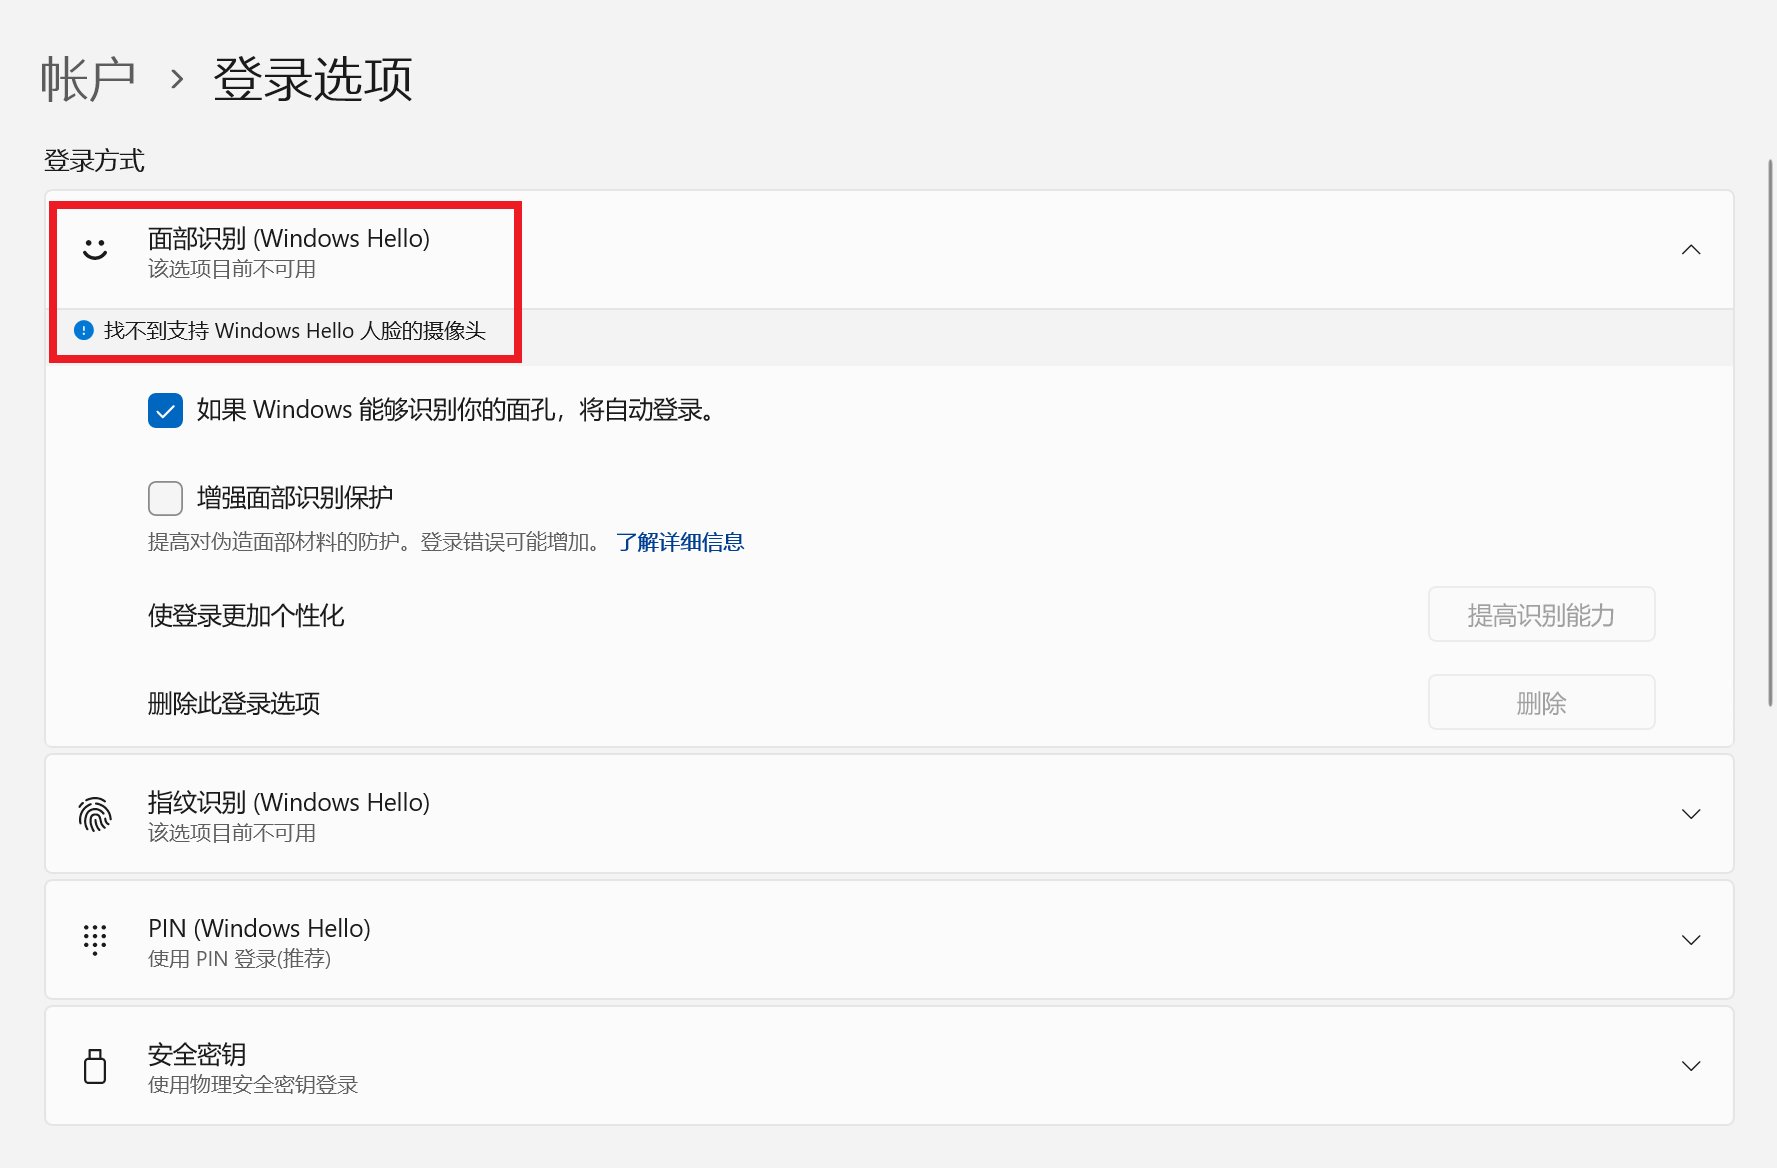 帐户 › 登录选项
登录方式
面部识别 (Windows Hello)
该选项目前不可用
找不到支持 Windows Hello 人脸的摄像头
如果 Windows 能够识别你的面孔，将自动登录。
增强面部识别保护
提高对伪造面部材料的防护。登录错误可能增加。 了解详细信息
使登录更加个性化
提高识别能力
删除此登录选项
删除
指纹识别 (Windows Hello)
该选项目前不可用
PIN (Windows Hello)
使用 PIN 登录(推荐)
安全密钥
使用物理安全密钥登录